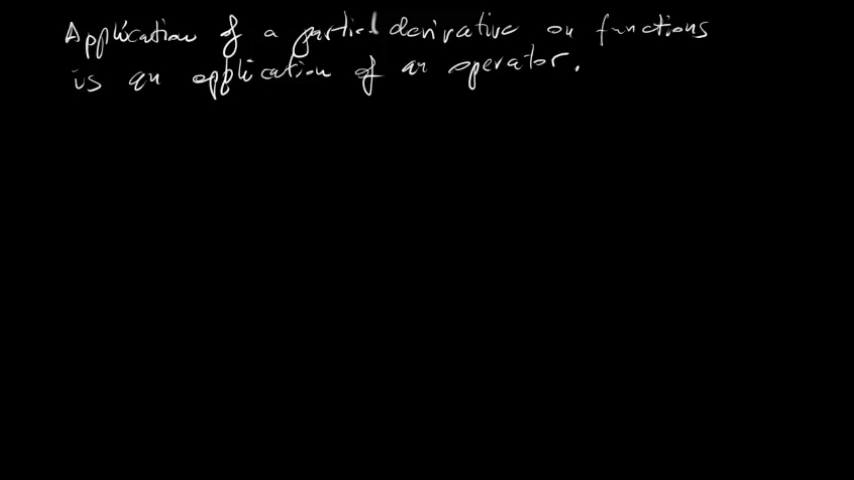 Application of a partial derivative on functions
is an application of an operator.